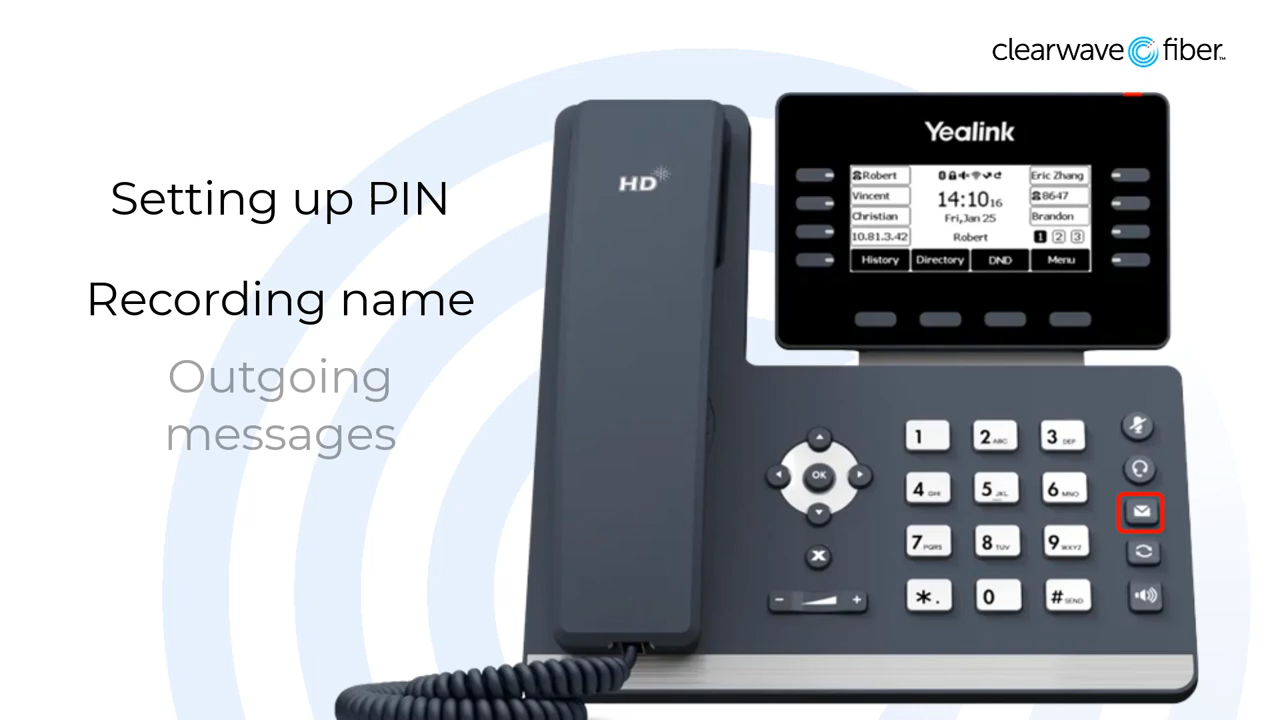 clearwave fiber™
Setting up PIN
Recording name
Outgoing
messages
HD
Yealink
Robert
Vincent
Christian
10.81.3.42
14:10 16
Fri,Jan 25
Robert
Eric Zhang
8647
Brandon
1 2 3
History Directory DND Menu
1 2 ABC 3 DEF
4 GHI 5 JKL 6 MNO
7 PQRS 8 TUV 9 WXYZ
*. 0 # SEND
OK
X
- +